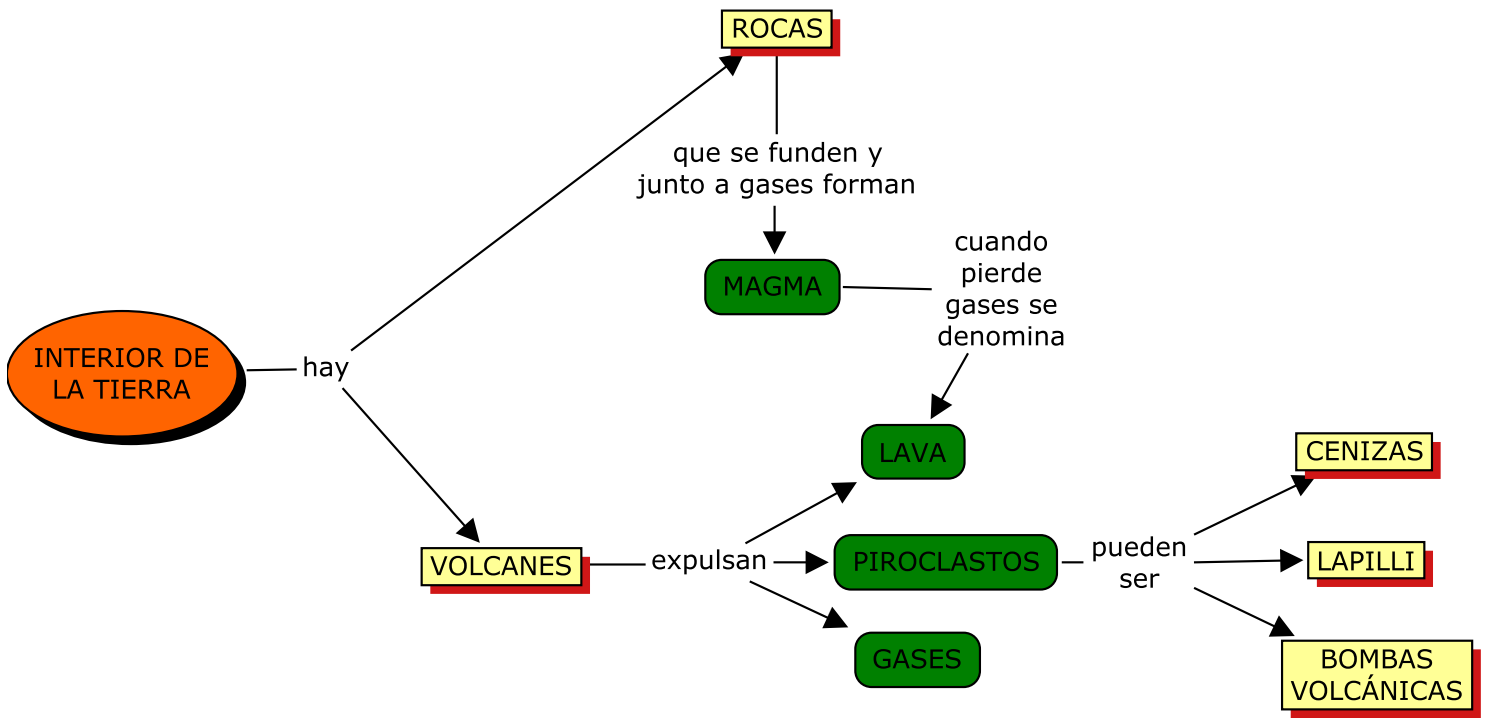 ROCAS
que se funden y
junto a gases forman
cuando
pierde
gases se
denomina
MAGMA
INTERIOR DE
LA TIERRA
hay
LAVA
CENIZAS
VOLCANES
expulsan
PIROCLASTOS
pueden
ser
LAPILLI
GASES
BOMBAS
VOLCÁNICAS